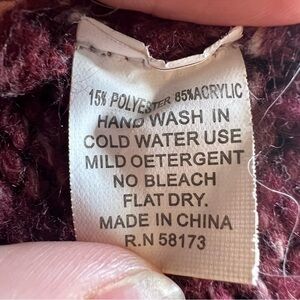 15% POLYESTER 85%ACRYLIC
HAND WASH IN
COLD WATER USE
MILD OETERGENT
NO BLEACH
FLAT DRY.
MADE IN CHINA
R.N 58173